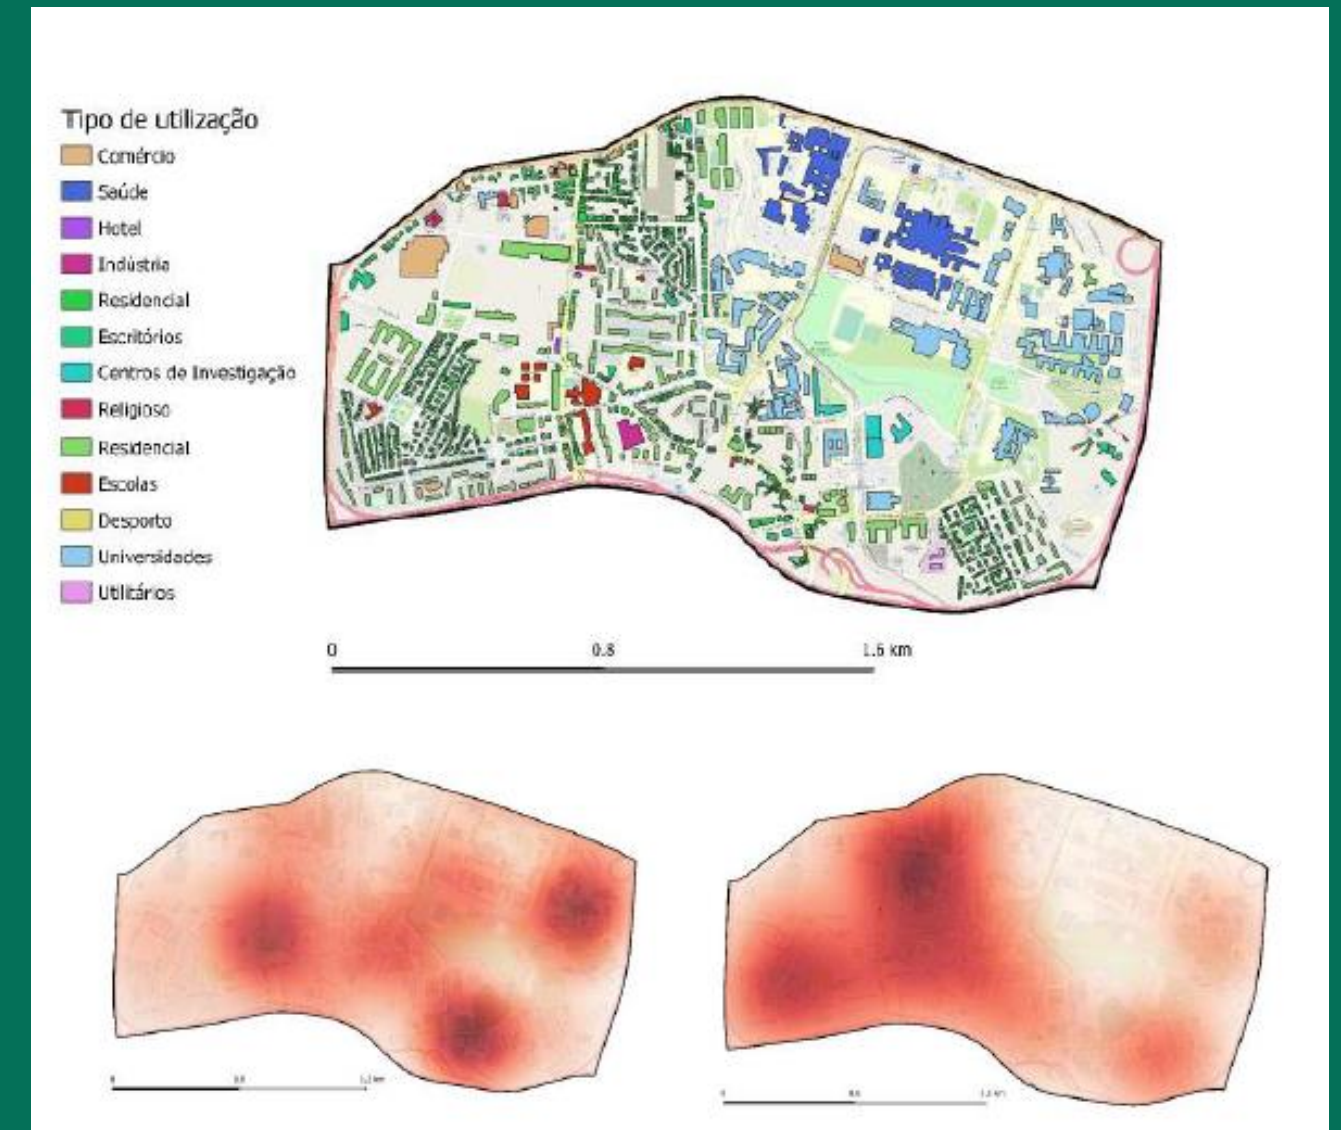 Tipo de utilização
Comércio
Saúde
Hotel
Indústria
Residencial
Escritórios
Centros de Investigação
Religioso
Residencial
Escolas
Desporto
Universidades
Utilitários
0 0.8 1.6 km